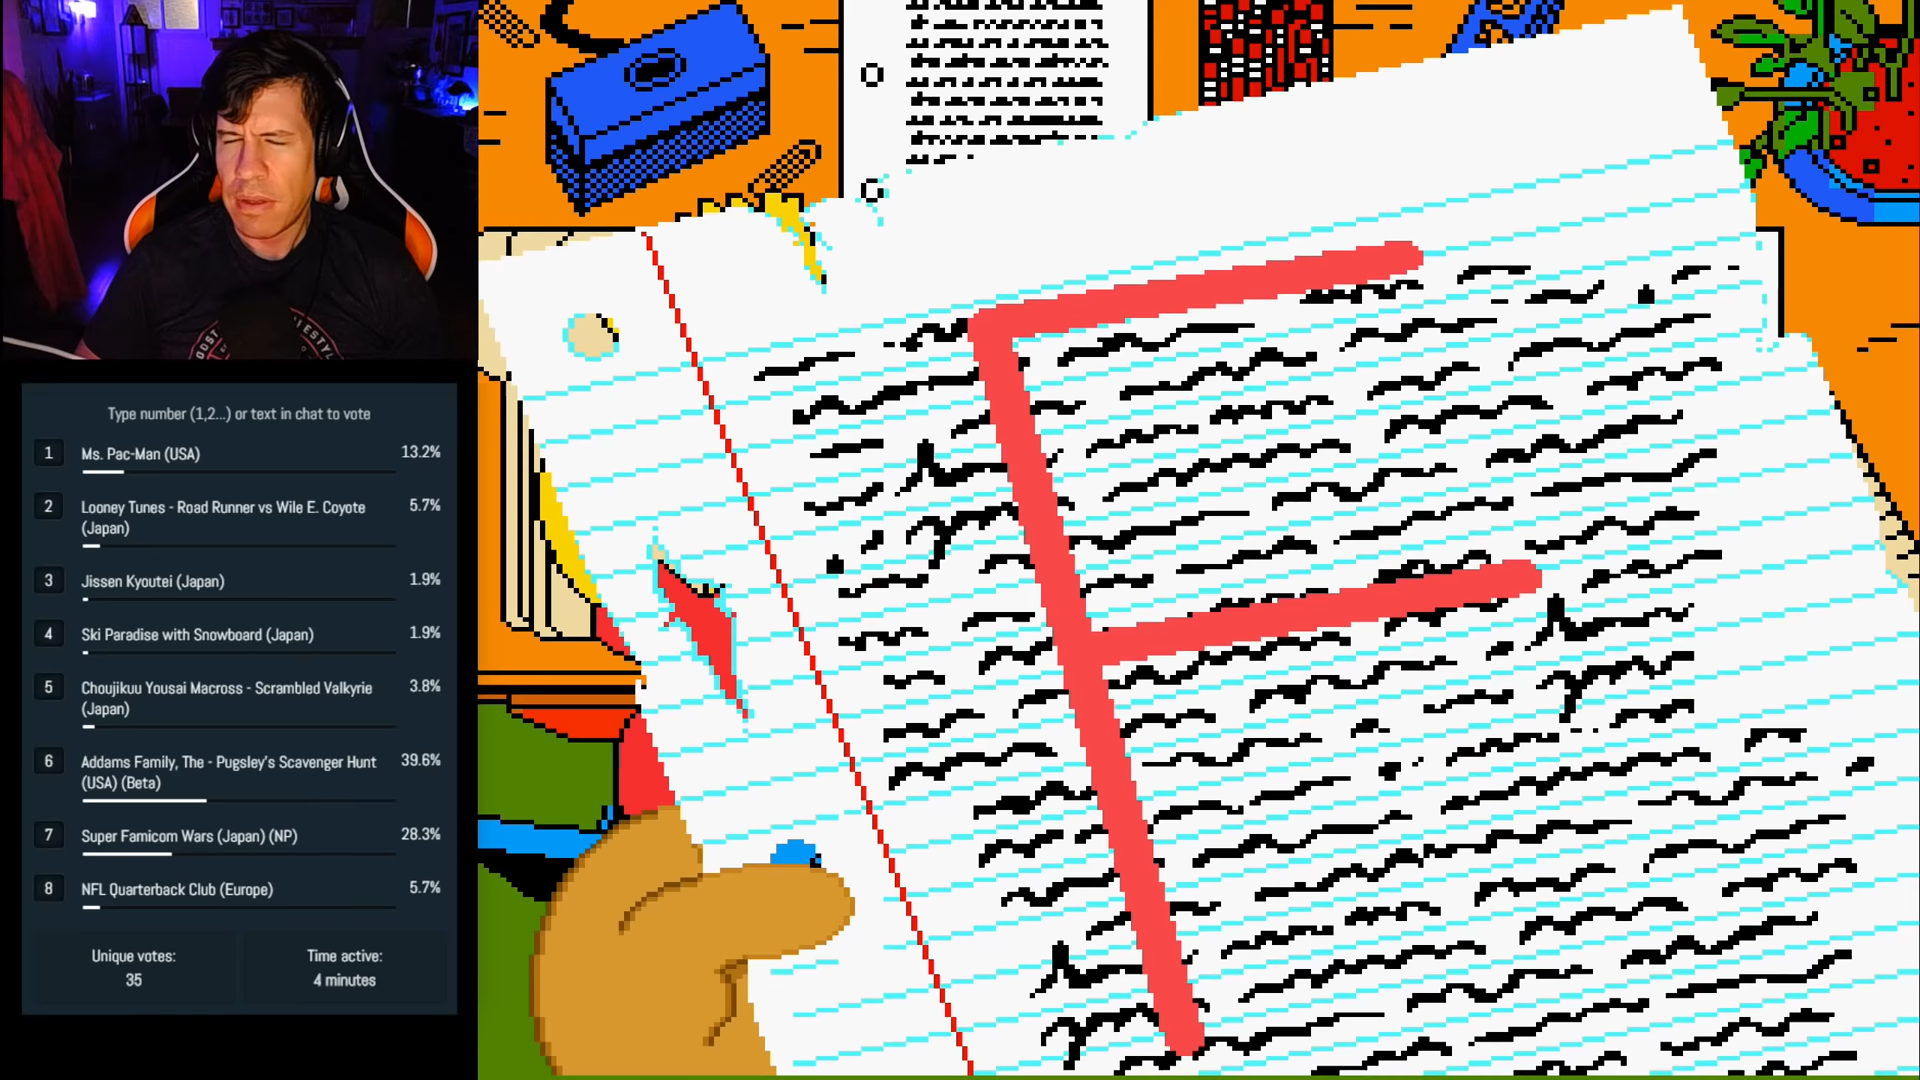 Type number (1,2...) or text in chat to vote
1 Ms. Pac-Man (USA) 13.2%
2 Looney Tunes - Road Runner vs Wile E. Coyote (Japan) 5.7%
3 Jissen Kyoutei (Japan) 1.9%
4 Ski Paradise with Snowboard (Japan) 1.9%
5 Choujikuu Yousai Macross - Scrambled Valkyrie (Japan) 3.8%
6 Addams Family, The - Pugsley's Scavenger Hunt (USA) (Beta) 39.6%
7 Super Famicom Wars (Japan) (NP) 28.3%
8 NFL Quarterback Club (Europe) 5.7%
Unique votes:
35
Time active:
4 minutes
F